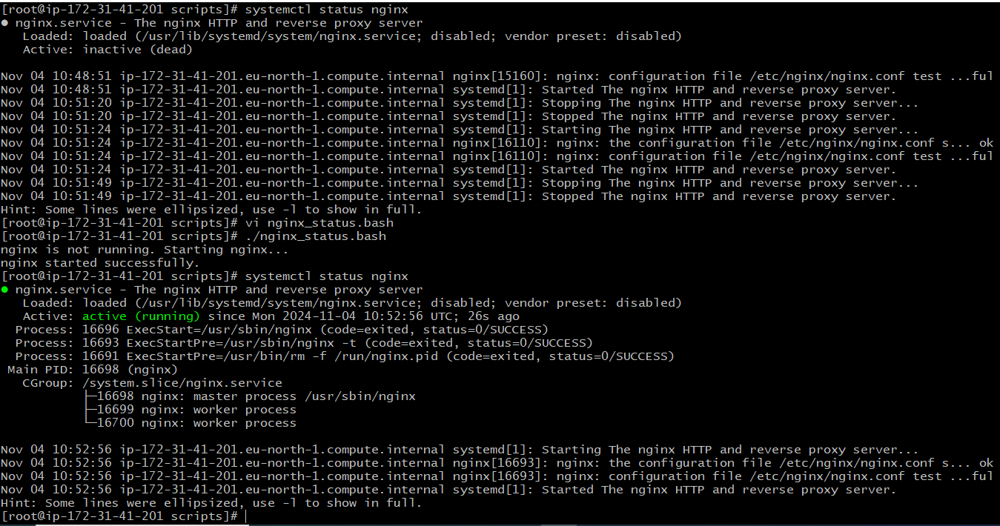 [root@ip-172-31-41-201 scripts]# systemctl status nginx
● nginx.service - The nginx HTTP and reverse proxy server
   Loaded: loaded (/usr/lib/systemd/system/nginx.service; disabled; vendor preset: disabled)
   Active: inactive (dead)

Nov 04 10:48:51 ip-172-31-41-201.eu-north-1.compute.internal nginx[15160]: nginx: configuration file /etc/nginx/nginx.conf test ...ful
Nov 04 10:48:51 ip-172-31-41-201.eu-north-1.compute.internal systemd[1]: Started The nginx HTTP and reverse proxy server.
Nov 04 10:51:20 ip-172-31-41-201.eu-north-1.compute.internal systemd[1]: Stopping The nginx HTTP and reverse proxy server...
Nov 04 10:51:20 ip-172-31-41-201.eu-north-1.compute.internal systemd[1]: Stopped The nginx HTTP and reverse proxy server.
Nov 04 10:51:24 ip-172-31-41-201.eu-north-1.compute.internal systemd[1]: Starting The nginx HTTP and reverse proxy server...
Nov 04 10:51:24 ip-172-31-41-201.eu-north-1.compute.internal nginx[16110]: nginx: the configuration file /etc/nginx/nginx.conf s... ok
Nov 04 10:51:24 ip-172-31-41-201.eu-north-1.compute.internal nginx[16110]: nginx: configuration file /etc/nginx/nginx.conf test ...ful
Nov 04 10:51:24 ip-172-31-41-201.eu-north-1.compute.internal systemd[1]: Started The nginx HTTP and reverse proxy server.
Nov 04 10:51:49 ip-172-31-41-201.eu-north-1.compute.internal systemd[1]: Stopping The nginx HTTP and reverse proxy server...
Nov 04 10:51:49 ip-172-31-41-201.eu-north-1.compute.internal systemd[1]: Stopped The nginx HTTP and reverse proxy server.
Hint: Some lines were ellipsized, use -l to show in full.
[root@ip-172-31-41-201 scripts]# vi nginx_status.bash
[root@ip-172-31-41-201 scripts]# ./nginx_status.bash
nginx is not running. Starting nginx...
nginx started successfully.
[root@ip-172-31-41-201 scripts]# systemctl status nginx
● nginx.service - The nginx HTTP and reverse proxy server
   Loaded: loaded (/usr/lib/systemd/system/nginx.service; disabled; vendor preset: disabled)
   Active: active (running) since Mon 2024-11-04 10:52:56 UTC; 26s ago
  Process: 16696 ExecStart=/usr/sbin/nginx (code=exited, status=0/SUCCESS)
  Process: 16693 ExecStartPre=/usr/sbin/nginx -t (code=exited, status=0/SUCCESS)
  Process: 16691 ExecStartPre=/usr/bin/rm -f /run/nginx.pid (code=exited, status=0/SUCCESS)
 Main PID: 16698 (nginx)
   CGroup: /system.slice/nginx.service
           ├─16698 nginx: master process /usr/sbin/nginx
           ├─16699 nginx: worker process
           └─16700 nginx: worker process

Nov 04 10:52:56 ip-172-31-41-201.eu-north-1.compute.internal systemd[1]: Starting The nginx HTTP and reverse proxy server...
Nov 04 10:52:56 ip-172-31-41-201.eu-north-1.compute.internal nginx[16693]: nginx: the configuration file /etc/nginx/nginx.conf s... ok
Nov 04 10:52:56 ip-172-31-41-201.eu-north-1.compute.internal nginx[16693]: nginx: configuration file /etc/nginx/nginx.conf test ...ful
Nov 04 10:52:56 ip-172-31-41-201.eu-north-1.compute.internal systemd[1]: Started The nginx HTTP and reverse proxy server.
Hint: Some lines were ellipsized, use -l to show in full.
[root@ip-172-31-41-201 scripts]#